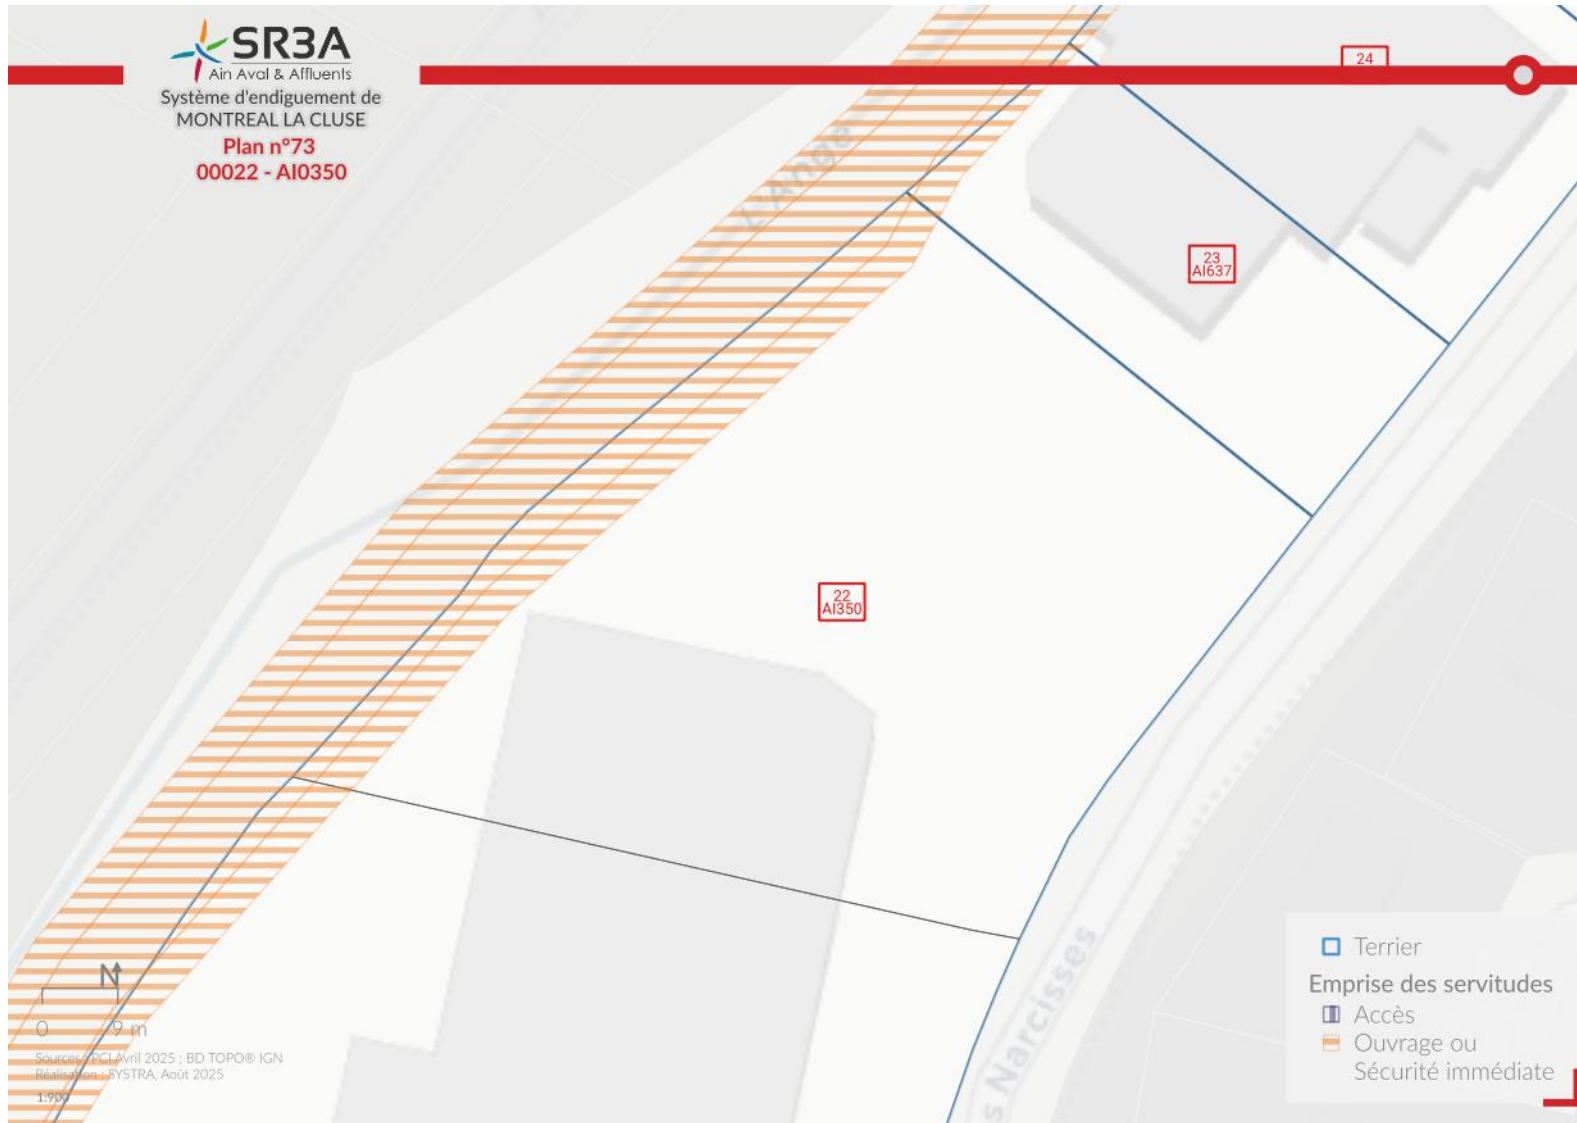 SR3A
Ain Aval & Affluents
Système d'endiguement de
MONTREAL LA CLUSE
Plan n°73
00022 - AI0350
24
L'Ange
23
AI637
22
AI350
s Narcisses
N
0 9 m
Sources : PCI Avril 2025 ; BD TOPO® IGN
Réalisation : SYSTRA, Août 2025
1:900
Terrier
Emprise des servitudes
Accès
Ouvrage ou
Sécurité immédiate